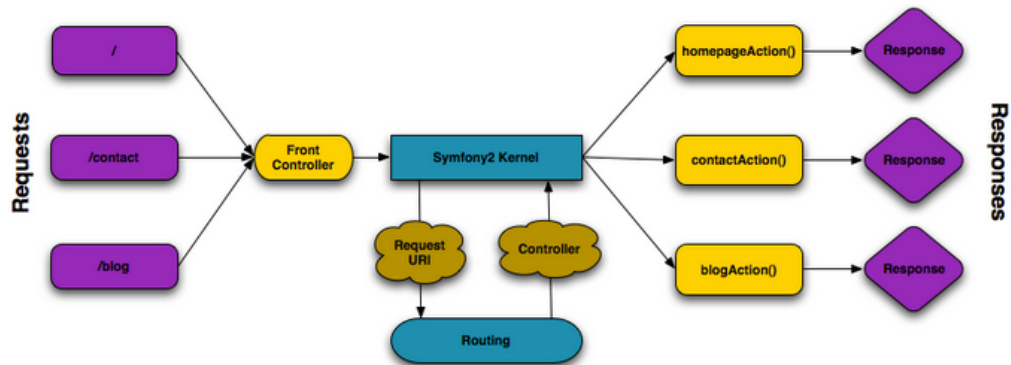 Requests
/
/contact
/blog
Front
Controller
Symfony2 Kernel
Request
URI
Controller
Routing
homepageAction()
contactAction()
blogAction()
Response
Response
Response
Responses